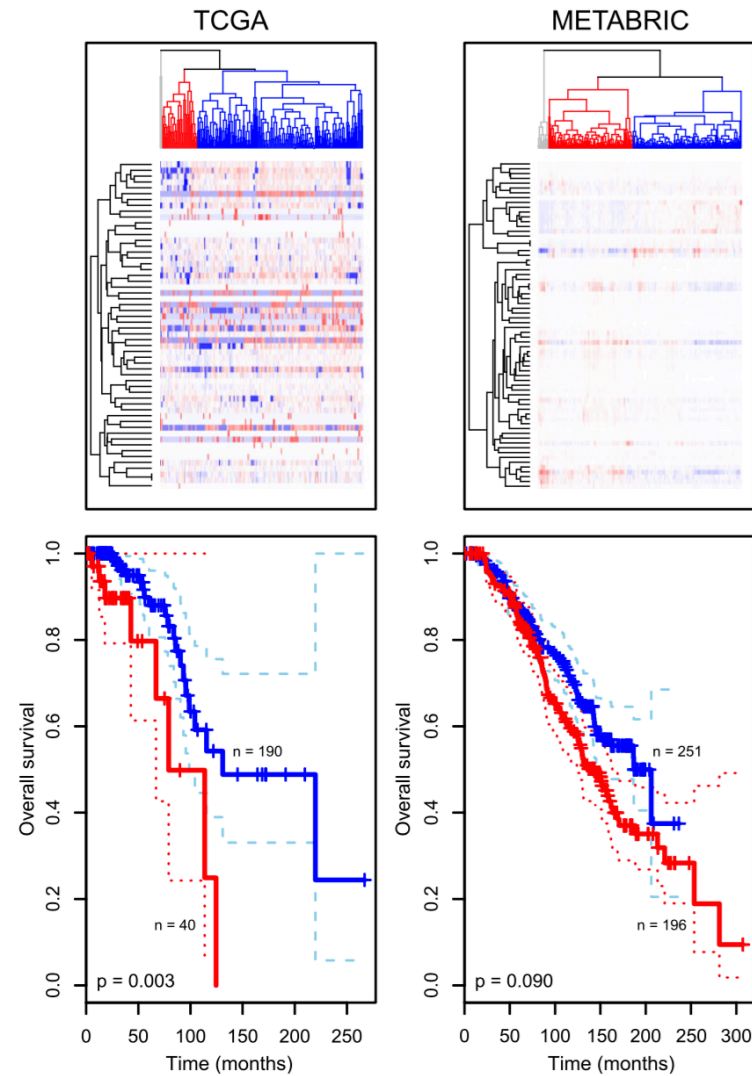 TCGA
METABRIC
Overall survival
1.0
0.8
0.6
0.4
0.2
0.0
n = 190
n = 40
p = 0.003
0 50 100 150 200 250
Time (months)
Overall survival
1.0
0.8
0.6
0.4
0.2
0.0
n = 251
n = 196
p = 0.090
0 50 100 150 200 250 300
Time (months)